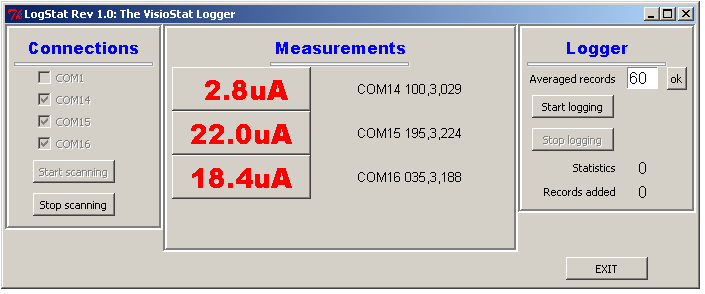 LogStat Rev 1.0: The VisioStat Logger
Connections
COM1
COM14
COM15
COM16
Start scanning
Stop scanning
Measurements
2.8uA COM14 100,3,029
22.0uA COM15 195,3,224
18.4uA COM16 035,3,188
Logger
Averaged records 60 ok
Start logging
Stop logging
Statistics 0
Records added 0
EXIT